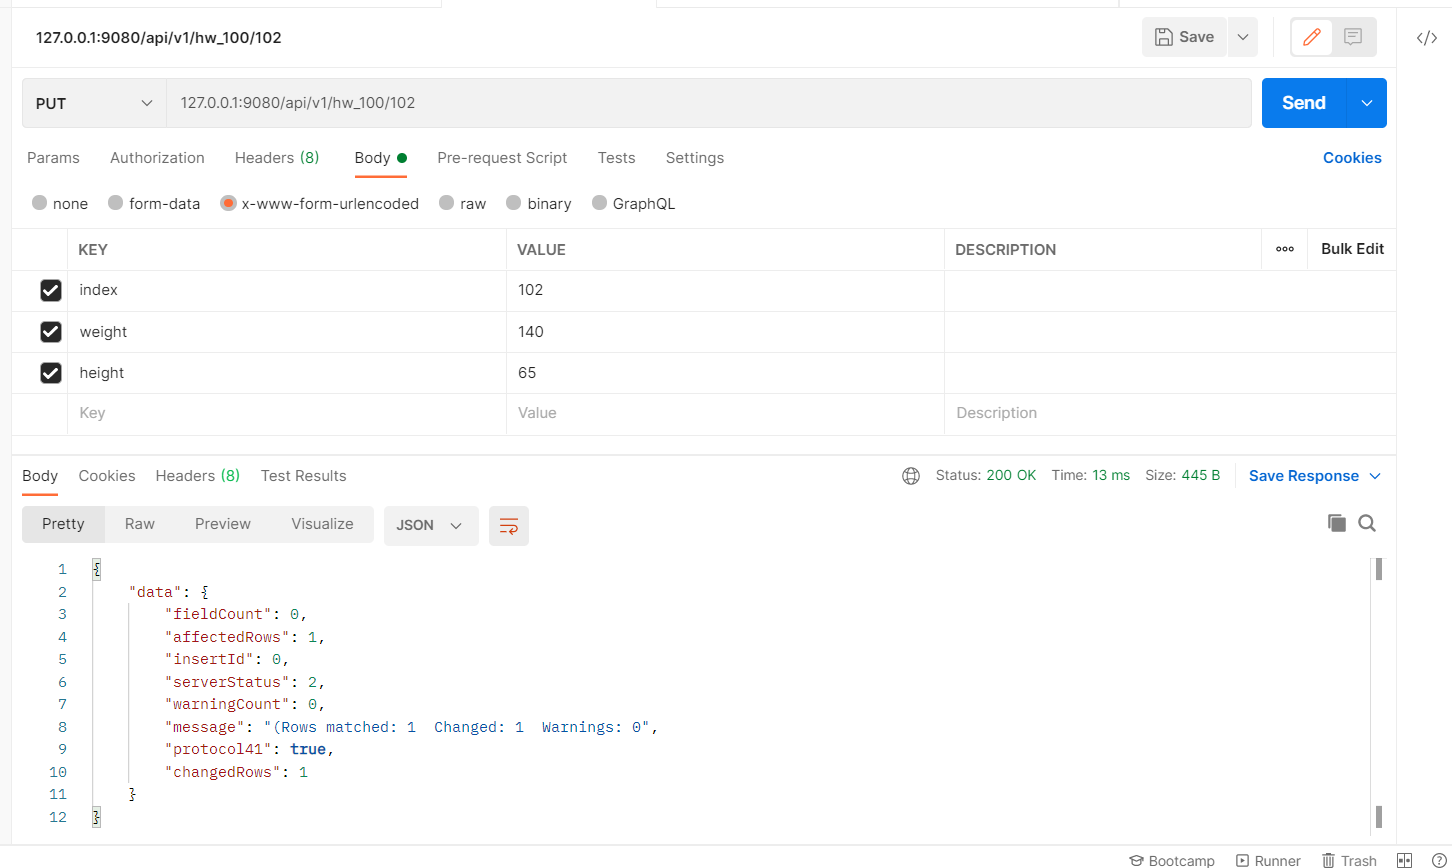 127.0.0.1:9080/api/v1/hw_100/102 Save </>
PUT 127.0.0.1:9080/api/v1/hw_100/102 Send
Params Authorization Headers (8) Body Pre-request Script Tests Settings Cookies
none form-data x-www-form-urlencoded raw binary GraphQL
KEY VALUE DESCRIPTION ooo Bulk Edit
index 102
weight 140
height 65
Key Value Description
Body Cookies Headers (8) Test Results Status: 200 OK Time: 13 ms Size: 445 B Save Response
Pretty Raw Preview Visualize JSON
1 {
2 "data": {
3 "fieldCount": 0,
4 "affectedRows": 1,
5 "insertId": 0,
6 "serverStatus": 2,
7 "warningCount": 0,
8 "message": "(Rows matched: 1  Changed: 1  Warnings: 0",
9 "protocol41": true,
10 "changedRows": 1
11 }
12 }
Bootcamp Runner Trash ?